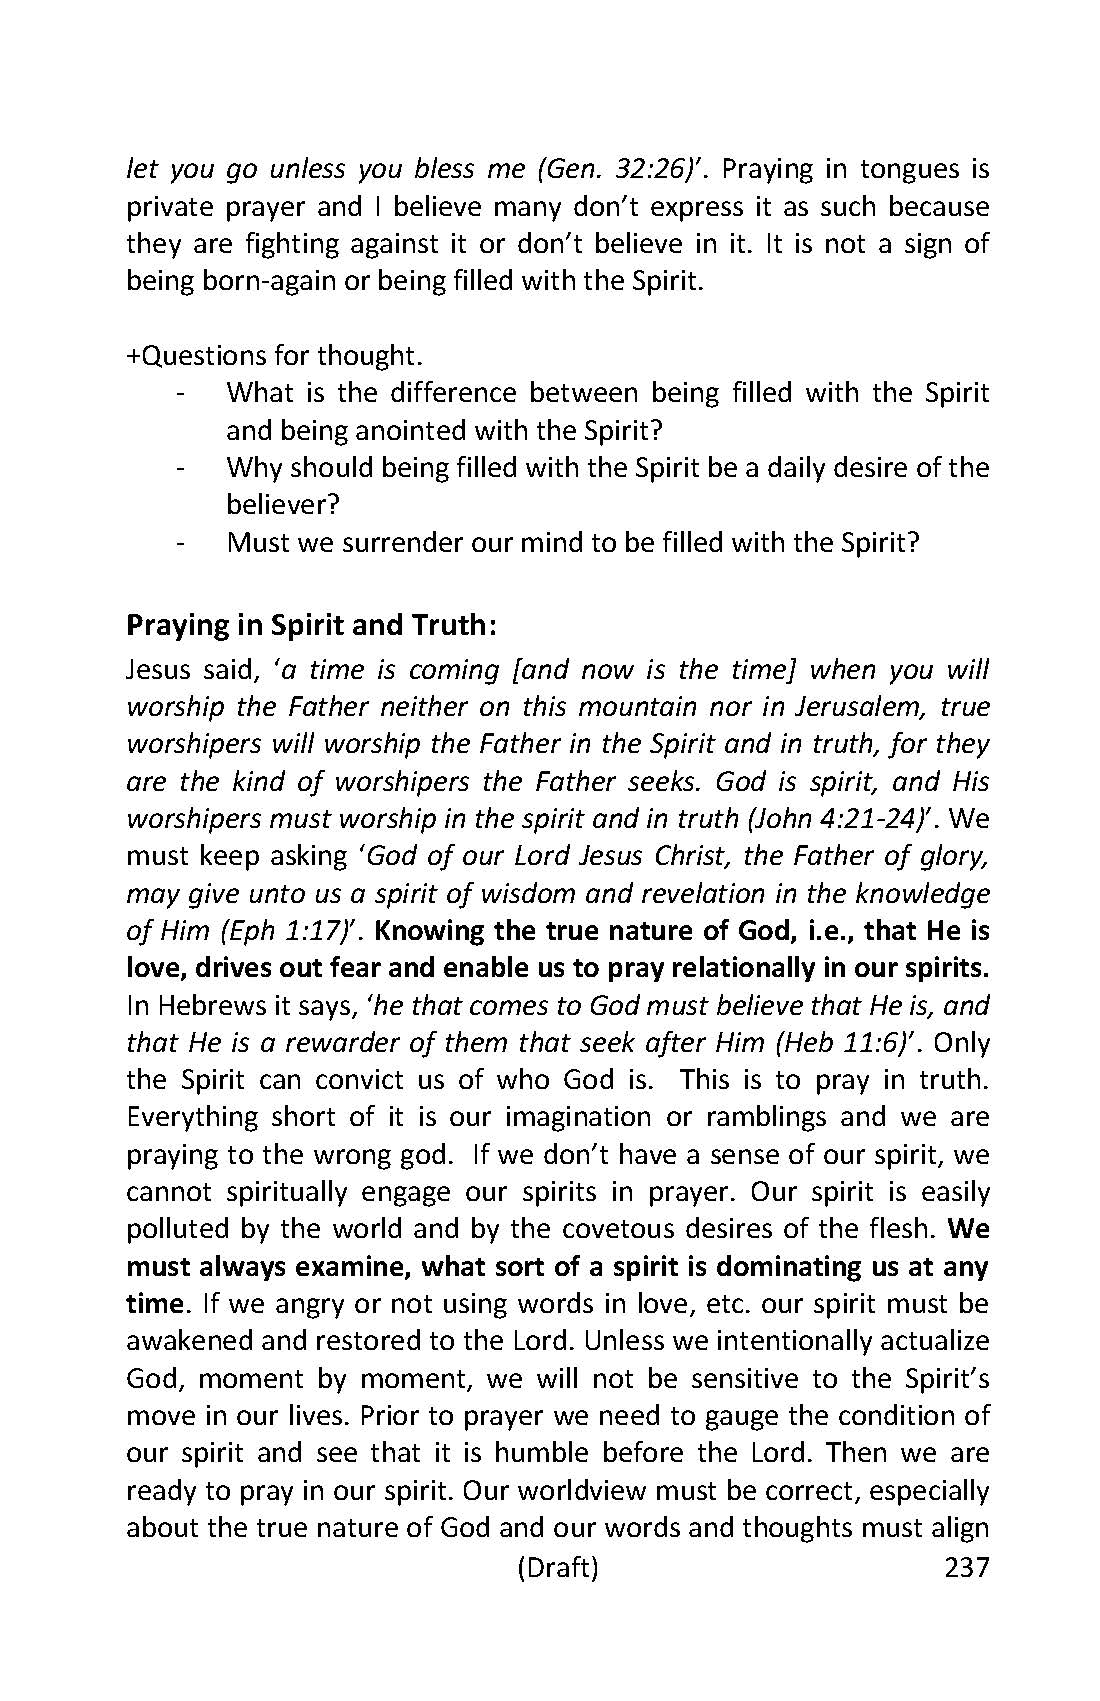 let you go unless you bless me (Gen. 32:26)’. Praying in tongues is
private prayer and I believe many don’t express it as such because
they are fighting against it or don’t believe in it. It is not a sign of
being born-again or being filled with the Spirit.
+Questions for thought.
- What is the difference between being filled with the Spirit
and being anointed with the Spirit?
- Why should being filled with the Spirit be a daily desire of the
believer?
- Must we surrender our mind to be filled with the Spirit?
Praying in Spirit and Truth:
Jesus said, ‘a time is coming [and now is the time] when you will
worship the Father neither on this mountain nor in Jerusalem, true
worshipers will worship the Father in the Spirit and in truth, for they
are the kind of worshipers the Father seeks. God is spirit, and His
worshipers must worship in the spirit and in truth (John 4:21-24)’. We
must keep asking ‘God of our Lord Jesus Christ, the Father of glory,
may give unto us a spirit of wisdom and revelation in the knowledge
of Him (Eph 1:17)’. Knowing the true nature of God, i.e., that He is
love, drives out fear and enable us to pray relationally in our spirits.
In Hebrews it says, ‘he that comes to God must believe that He is, and
that He is a rewarder of them that seek after Him (Heb 11:6)’. Only
the Spirit can convict us of who God is.  This is to pray in truth.
Everything short of it is our imagination or ramblings and we are
praying to the wrong god.  If we don’t have a sense of our spirit, we
cannot spiritually engage our spirits in prayer. Our spirit is easily
polluted by the world and by the covetous desires of the flesh. We
must always examine, what sort of a spirit is dominating us at any
time. If we angry or not using words in love, etc. our spirit must be
awakened and restored to the Lord. Unless we intentionally actualize
God, moment by moment, we will not be sensitive to the Spirit’s
move in our lives. Prior to prayer we need to gauge the condition of
our spirit and see that it is humble before the Lord. Then we are
ready to pray in our spirit. Our worldview must be correct, especially
about the true nature of God and our words and thoughts must align
(Draft) 237